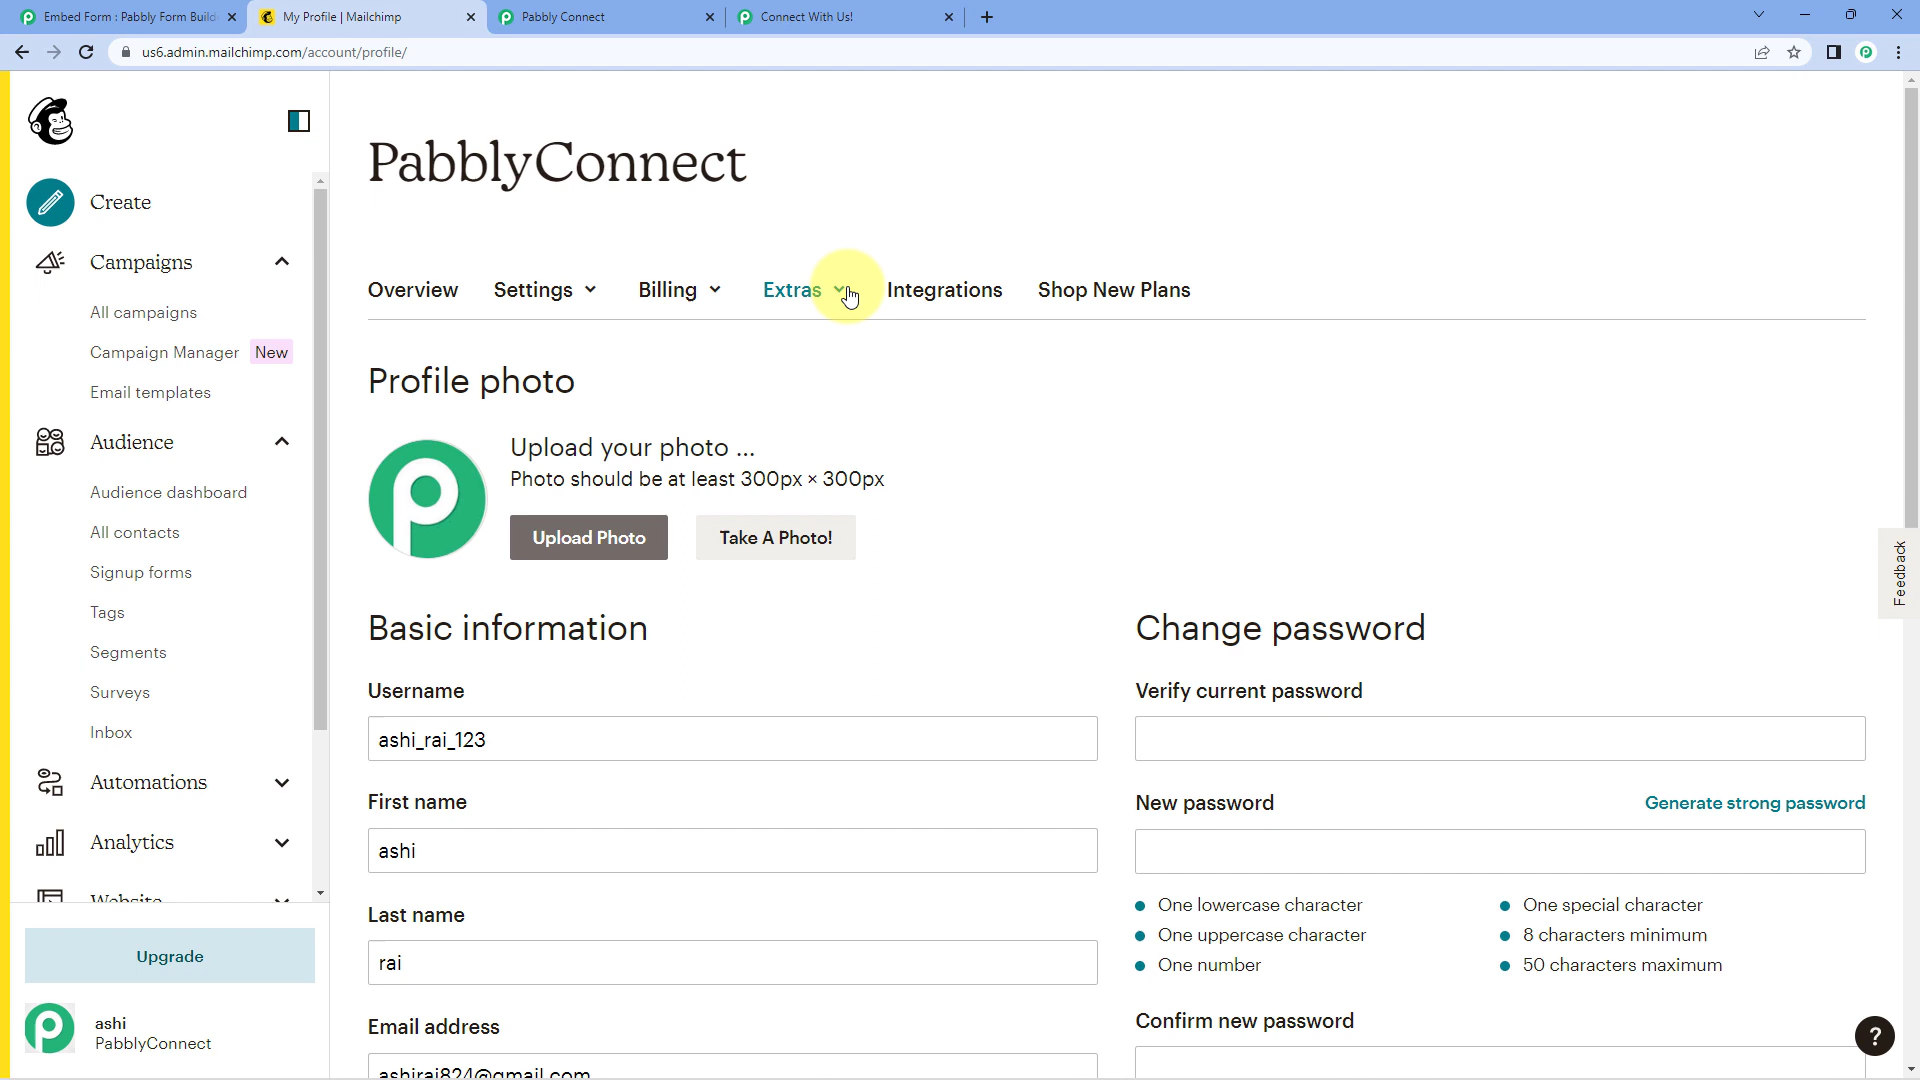 Embed Form : Pabbly Form Build
My Profile | Mailchimp
Pabbly Connect
Connect With Us!
us6.admin.mailchimp.com/account/profile/
Create
Campaigns
All campaigns
Campaign Manager New
Email templates
Audience
Audience dashboard
All contacts
Signup forms
Tags
Segments
Surveys
Inbox
Automations
Analytics
Website
Upgrade
ashi
PabblyConnect
PabblyConnect
Overview Settings Billing Extras Integrations Shop New Plans
Profile photo
Upload your photo ...
Photo should be at least 300px × 300px
Upload Photo Take A Photo!
Basic information
Username
ashi_rai_123
First name
ashi
Last name
rai
Email address
ashirai824@gmail.com
Change password
Verify current password
New password Generate strong password
One lowercase character
One uppercase character
One number
One special character
8 characters minimum
50 characters maximum
Confirm new password
Feedback
?